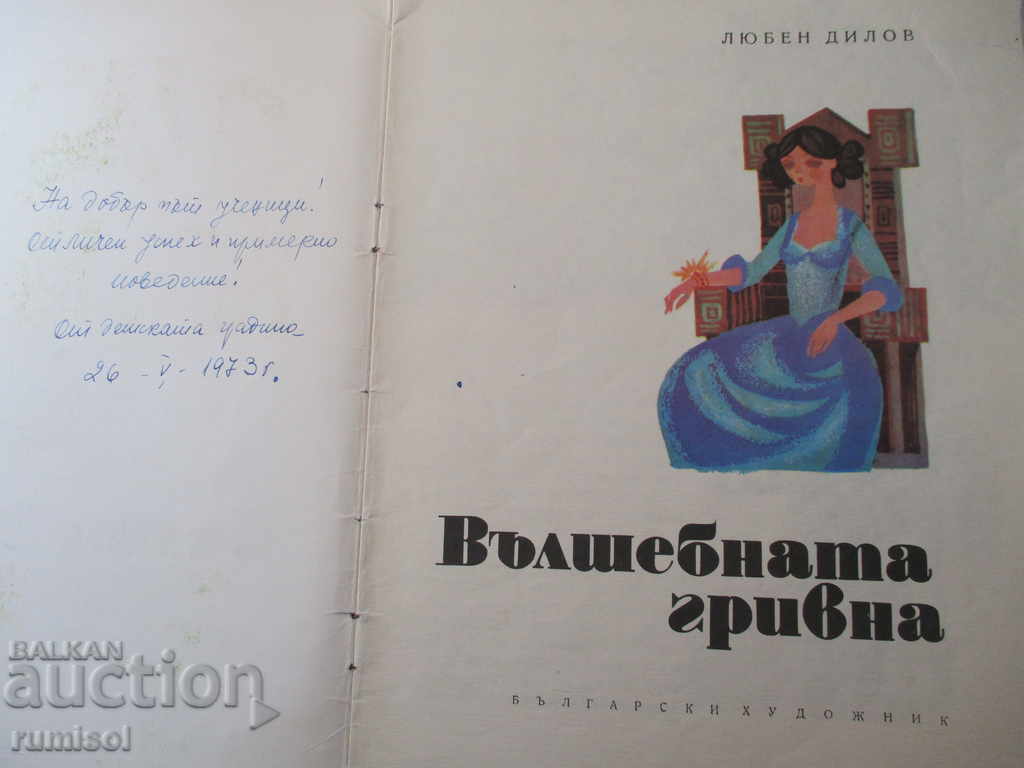 На добър път ученици!
отличен успех и примерно
поведение!
От детската градина
26 - V - 1973 г.
ЛЮБЕН ДИЛОВ
Вълшебната
гривна
БЪЛГАРСКИ ХУДОЖНИК
BALKAN
auction
rumisol